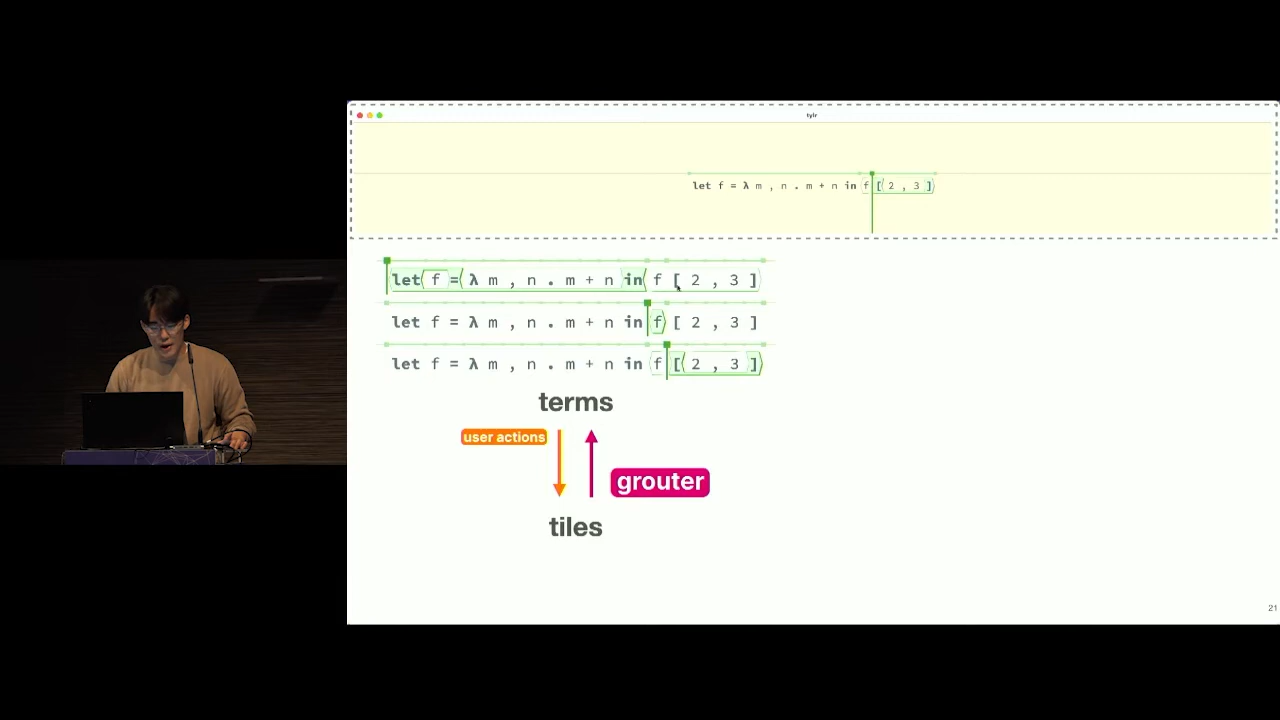 tylr
let f = λ m , n . m + n in f [ 2 , 3 ]
let f = λ m , n . m + n in f [ 2 , 3 ]
let f = λ m , n . m + n in f [ 2 , 3 ]
let f = λ m , n . m + n in f [ 2 , 3 ]
terms
user actions
grouter
tiles
21